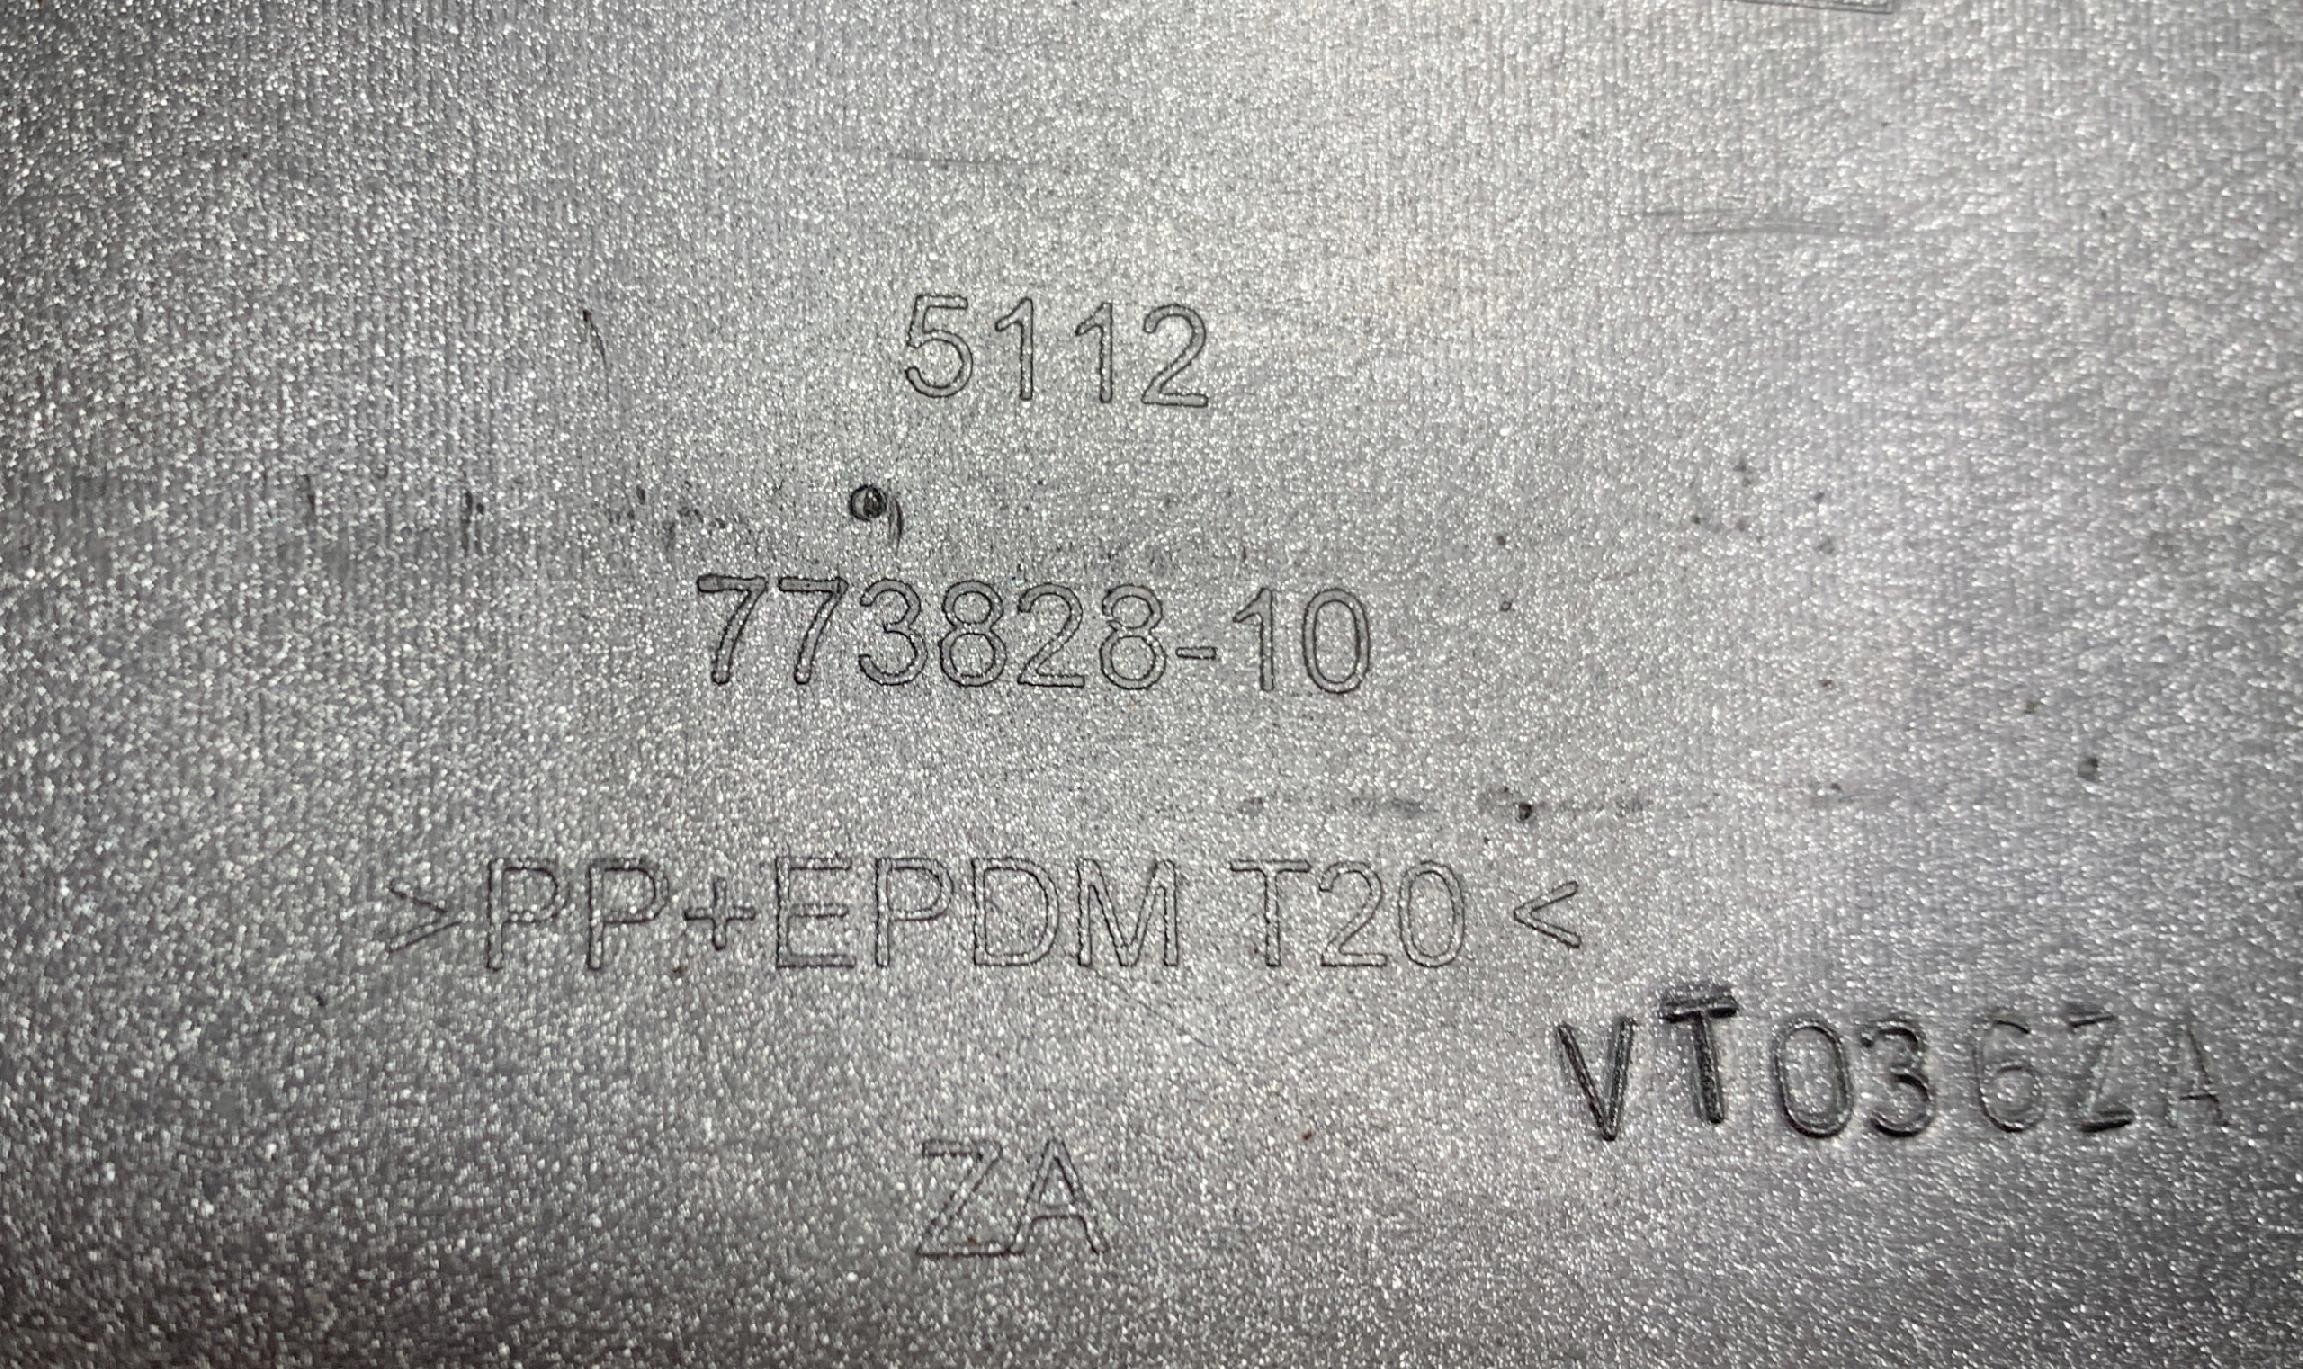 5112
773828-10
>PP+EPDM T20<
VT036ZA
ZA